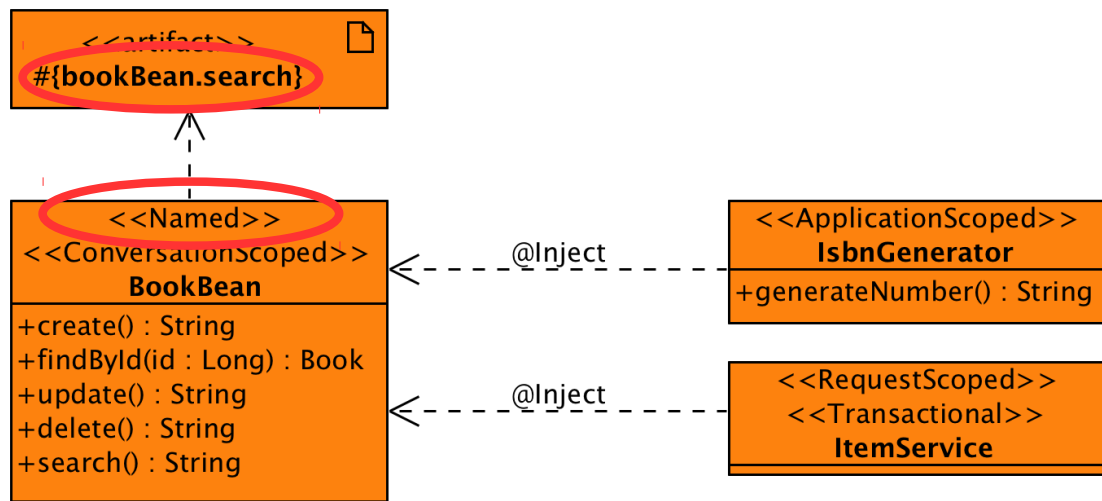 <<artifact>>
#{bookBean.search}
<<Named>>
<<ConversationScoped>>
BookBean
+create() : String
+findById(id : Long) : Book
+update() : String
+delete() : String
+search() : String
@Inject
@Inject
<<ApplicationScoped>>
IsbnGenerator
+generateNumber() : String
<<RequestScoped>>
<<Transactional>>
ItemService